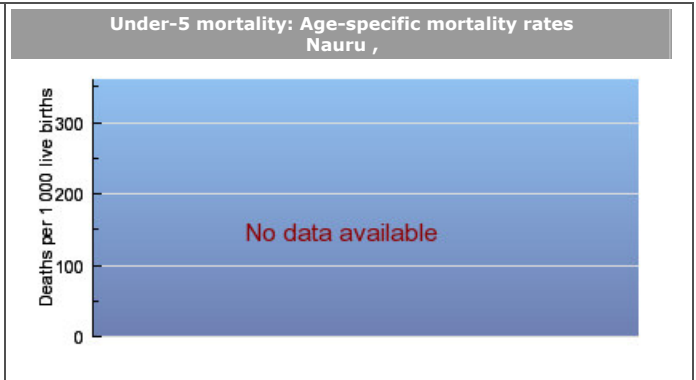 Under-5 mortality: Age-specific mortality rates
Nauru ,
Deaths per 1 000 live births
300
200
100
0
No data available